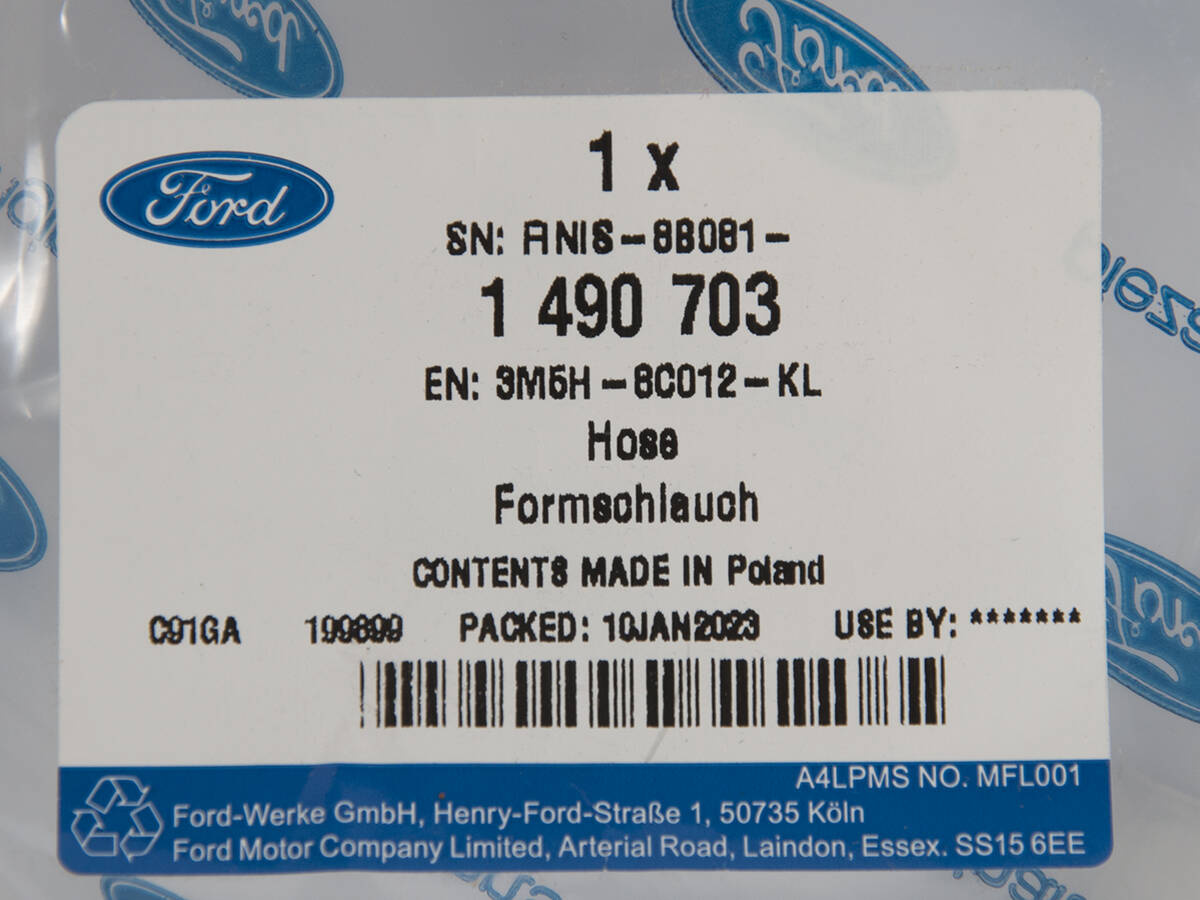 Ford
1 x
SN: ANIS-8B081-
1 490 703
EN: 3M5H-8C012-KL
Hose
Formschlauch
CONTENTS MADE IN Poland
C91GA 199899 PACKED: 10JAN2023 USE BY: *******
A4LPMS NO. MFL001
Ford-Werke GmbH, Henry-Ford-Straße 1, 50735 Köln
Ford Motor Company Limited, Arterial Road, Laindon, Essex. SS15 6EE